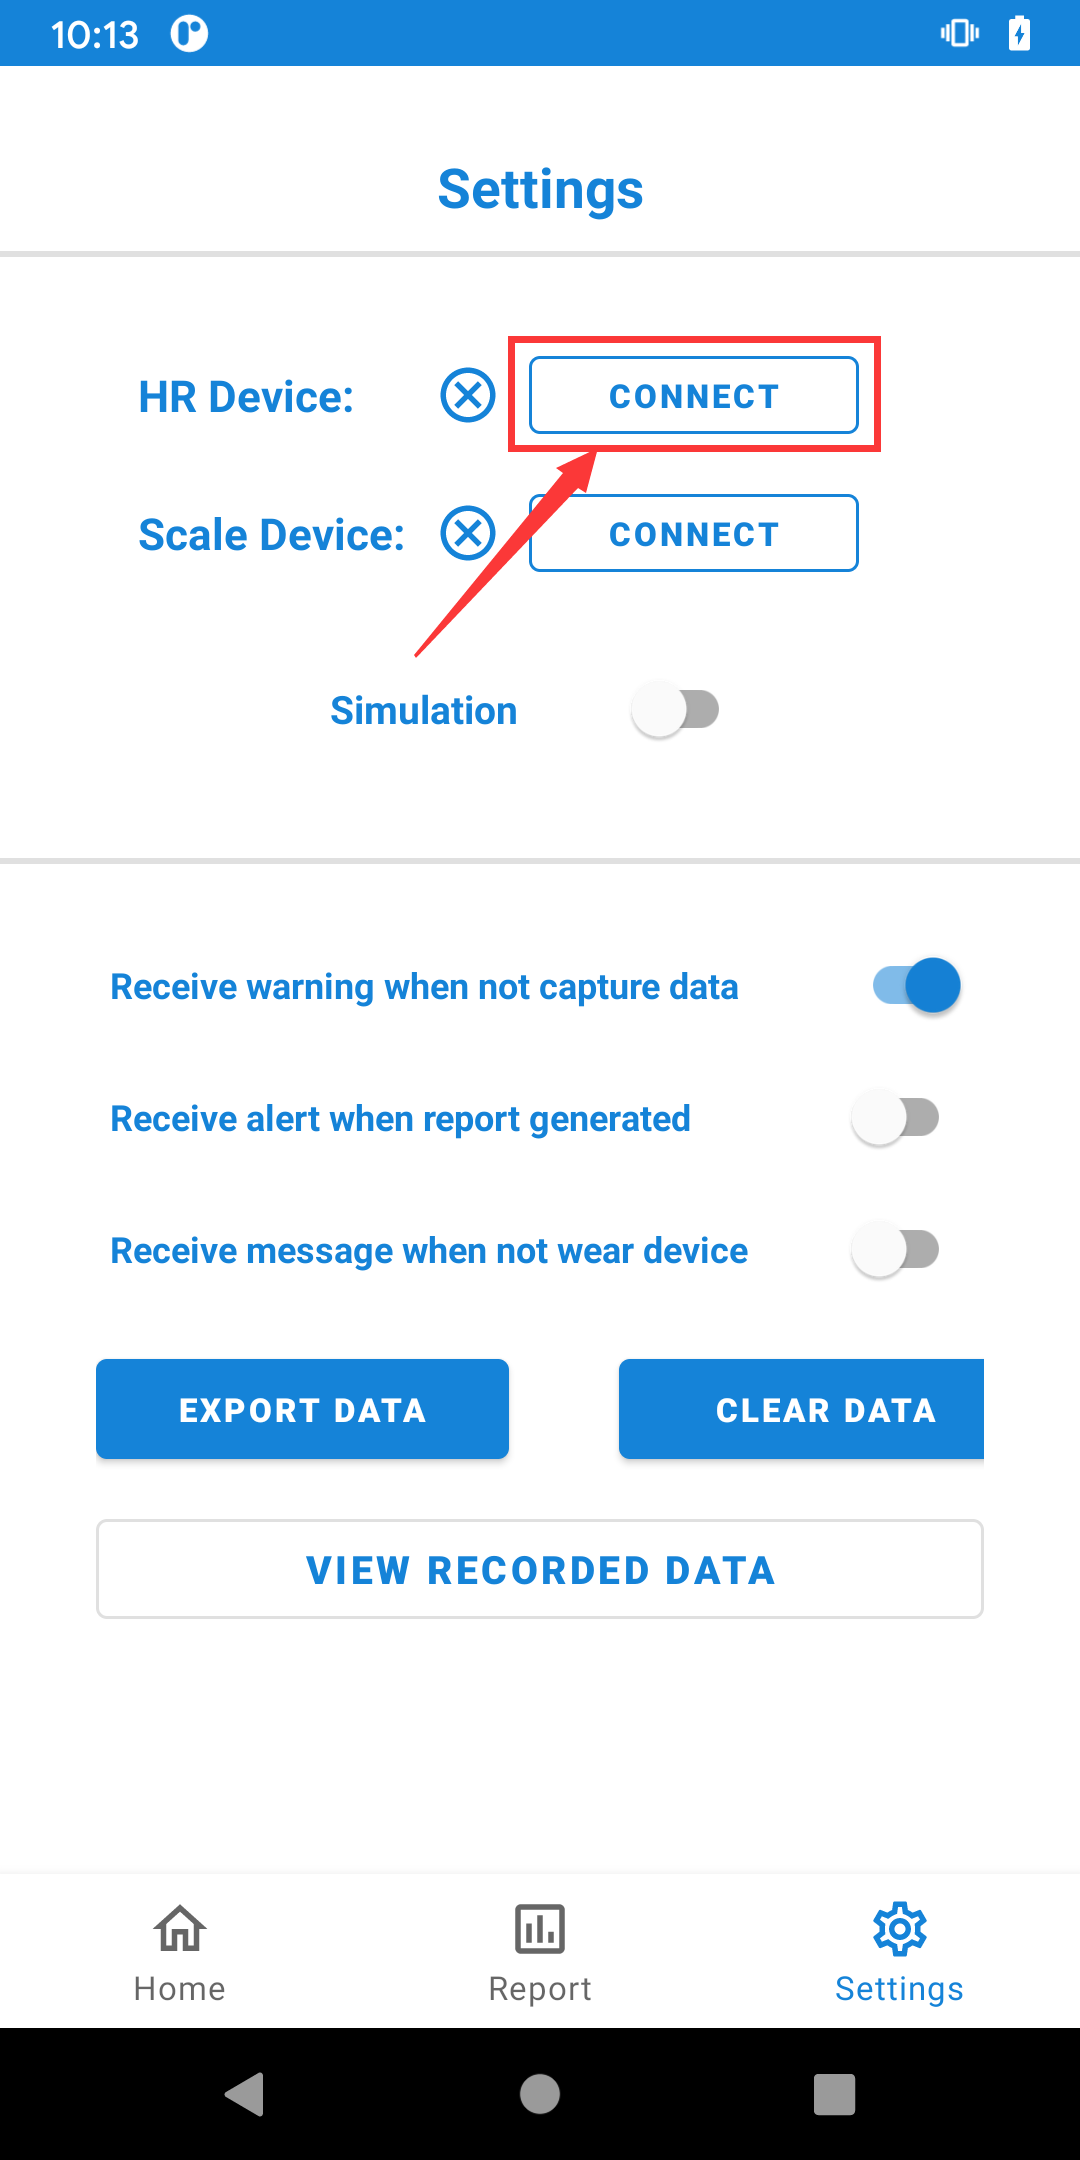 10:13
Settings
HR Device: CONNECT
Scale Device: CONNECT
Simulation
Receive warning when not capture data
Receive alert when report generated
Receive message when not wear device
EXPORT DATA CLEAR DATA
VIEW RECORDED DATA
Home Report Settings